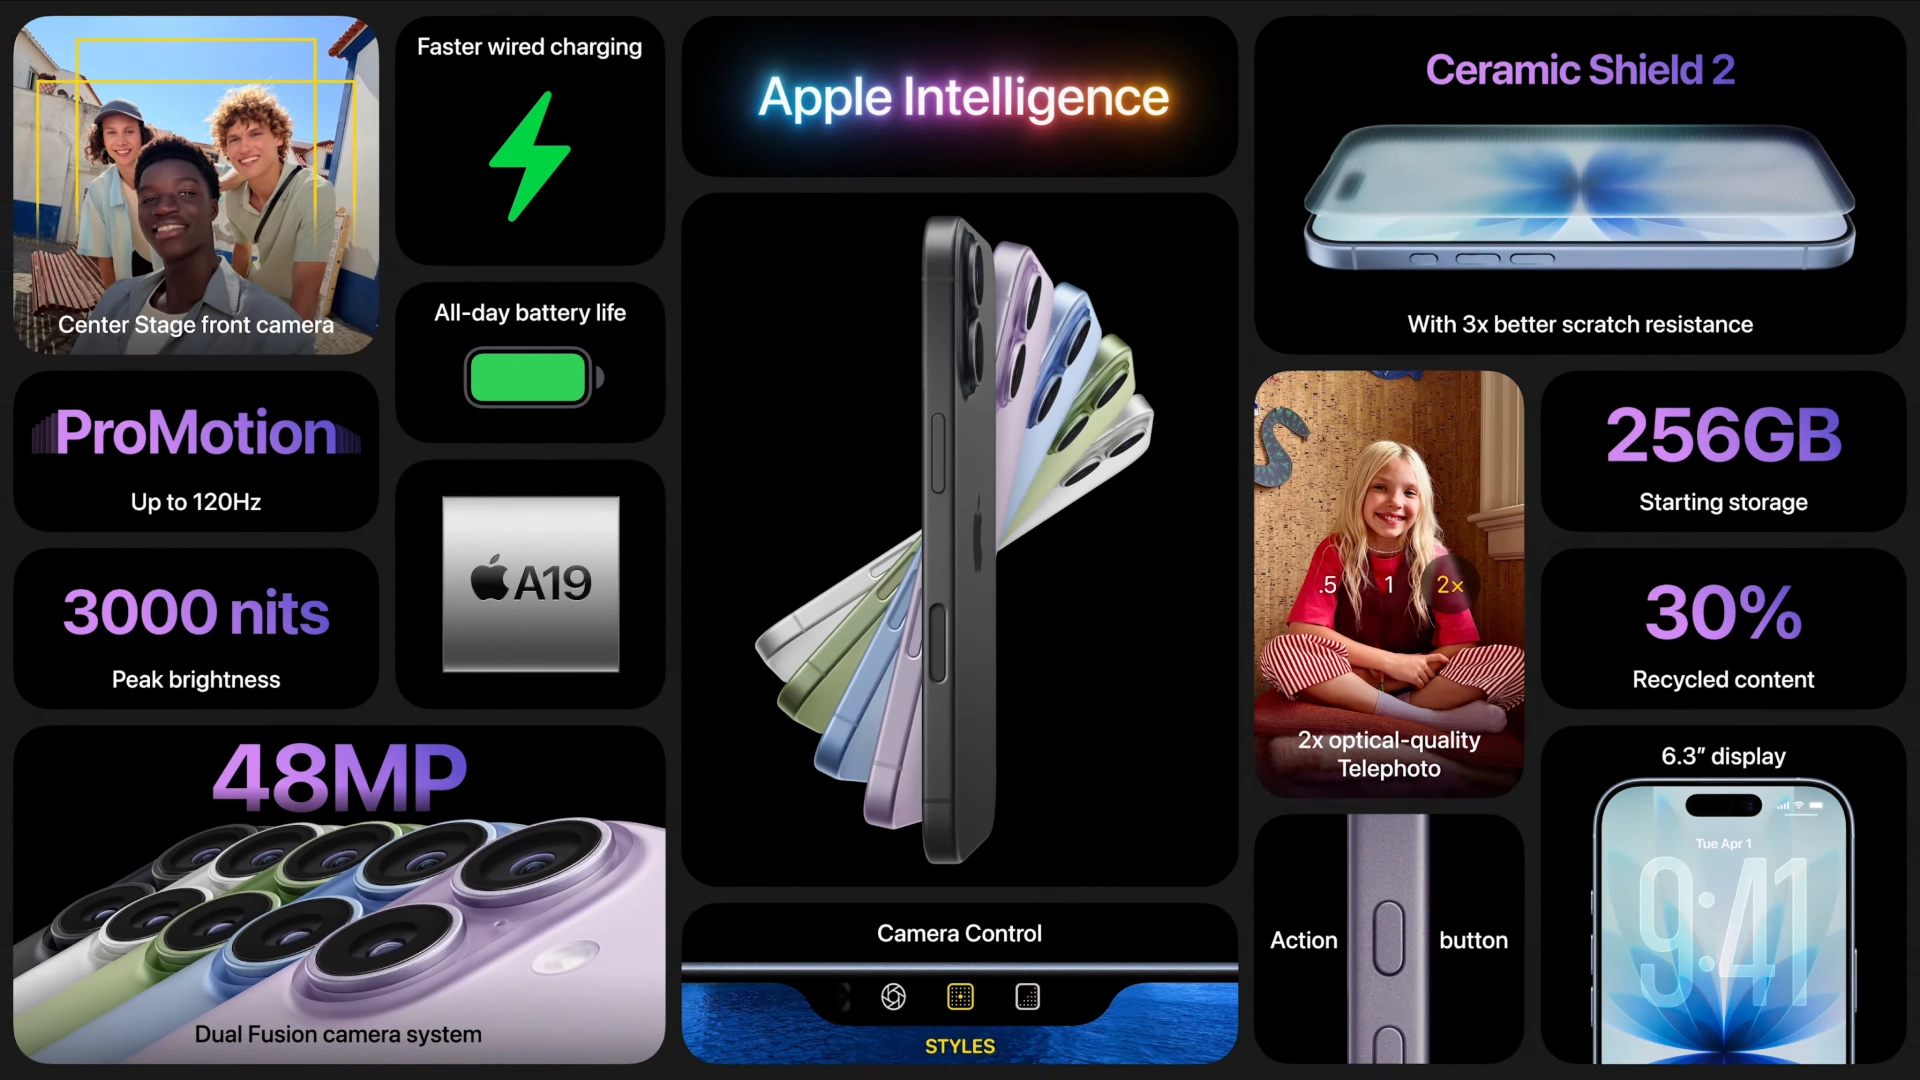 Center Stage front camera
Faster wired charging
All-day battery life
Apple Intelligence
Ceramic Shield 2
With 3x better scratch resistance
ProMotion
Up to 120Hz
3000 nits
Peak brightness
A19
.5 1 2×
2x optical-quality
Telephoto
256GB
Starting storage
30%
Recycled content
48MP
Dual Fusion camera system
Camera Control
STYLES
Action button
6.3″ display
Tue Apr 1
9:41